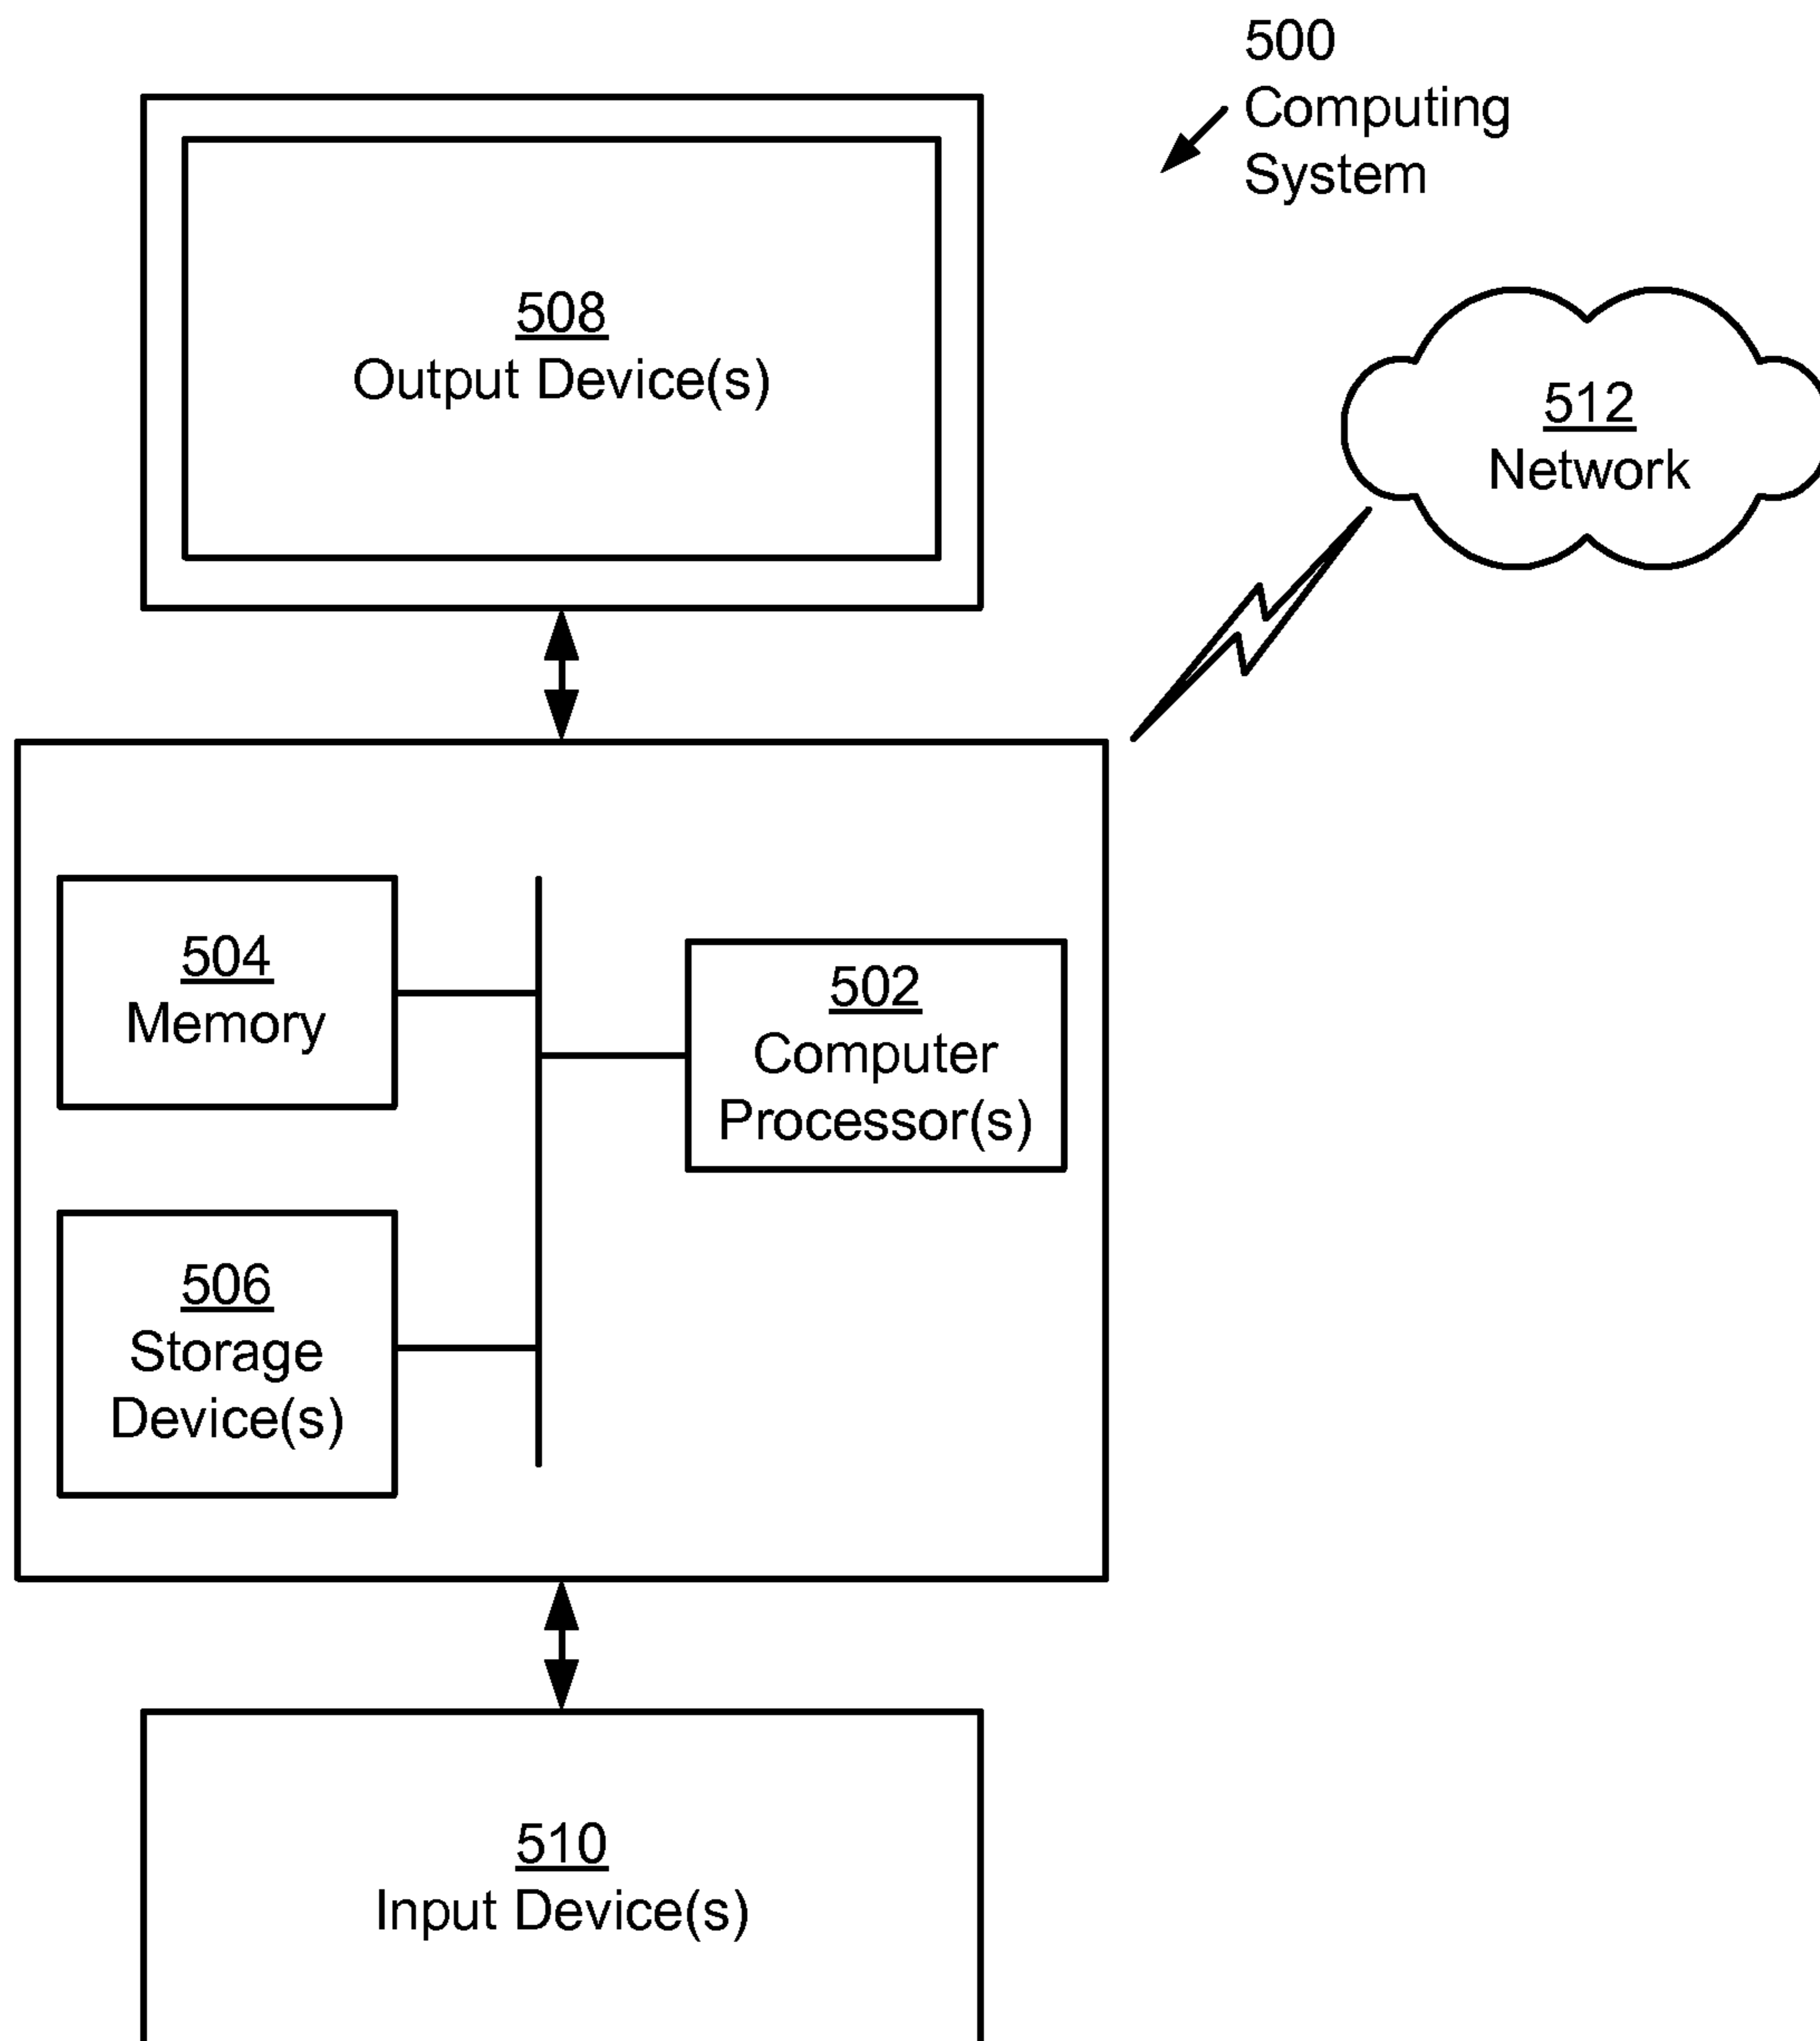 500
Computing
System
508
Output Device(s)
512
Network
504
Memory
502
Computer
Processor(s)
506
Storage
Device(s)
510
Input Device(s)